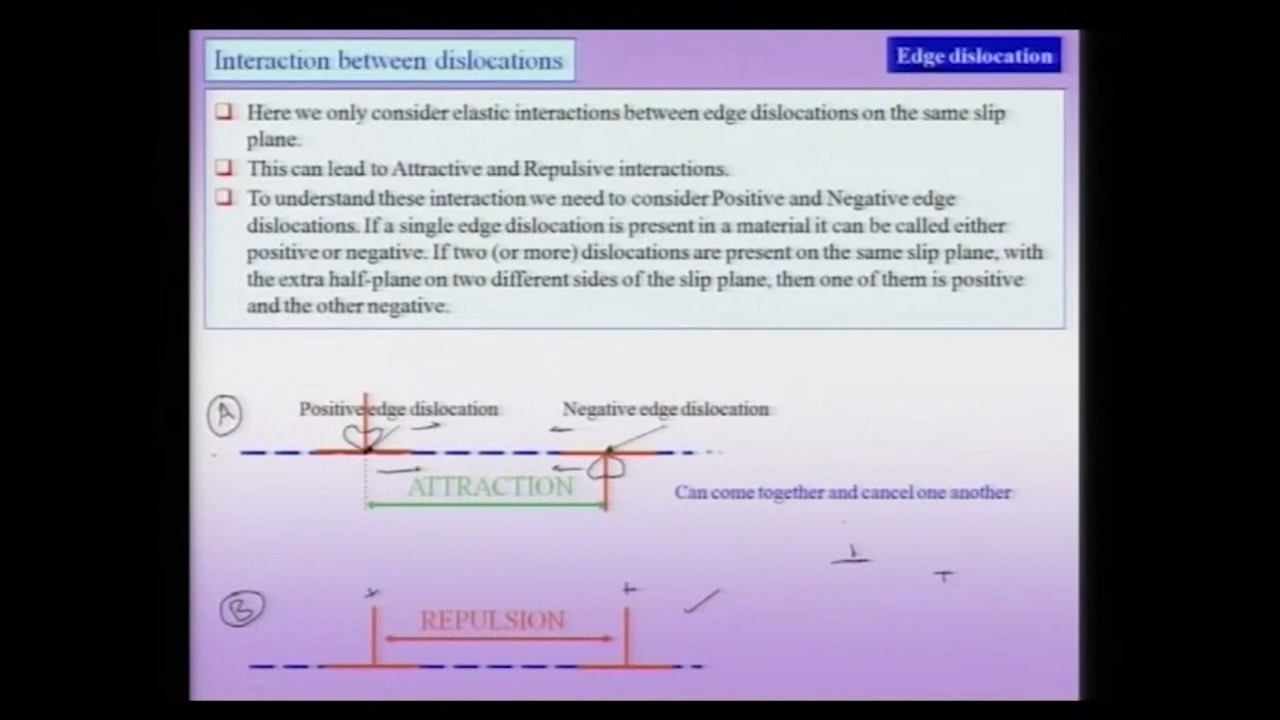 Interaction between dislocations
Edge dislocation
Here we only consider elastic interactions between edge dislocations on the same slip
plane.
This can lead to Attractive and Repulsive interactions.
To understand these interaction we need to consider Positive and Negative edge
dislocations. If a single edge dislocation is present in a material it can be called either
positive or negative. If two (or more) dislocations are present on the same slip plane, with
the extra half-plane on two different sides of the slip plane, then one of them is positive
and the other negative.
A
Positive edge dislocation
Negative edge dislocation
ATTRACTION
Can come together and cancel one another
B
+ +
REPULSION